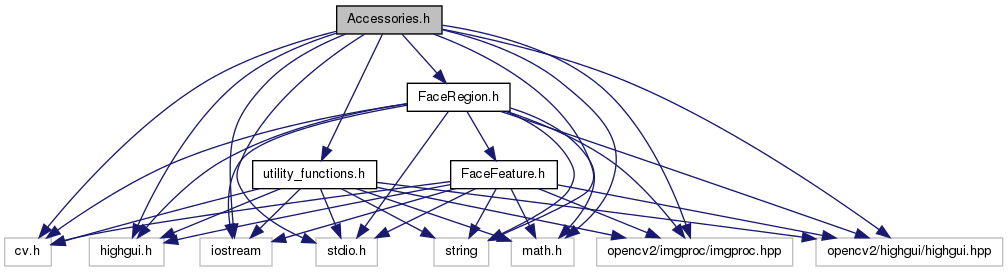 Accessories.h
FaceRegion.h
utility_functions.h
FaceFeature.h
cv.h
highgui.h
iostream
stdio.h
string
math.h
opencv2/imgproc/imgproc.hpp
opencv2/highgui/highgui.hpp